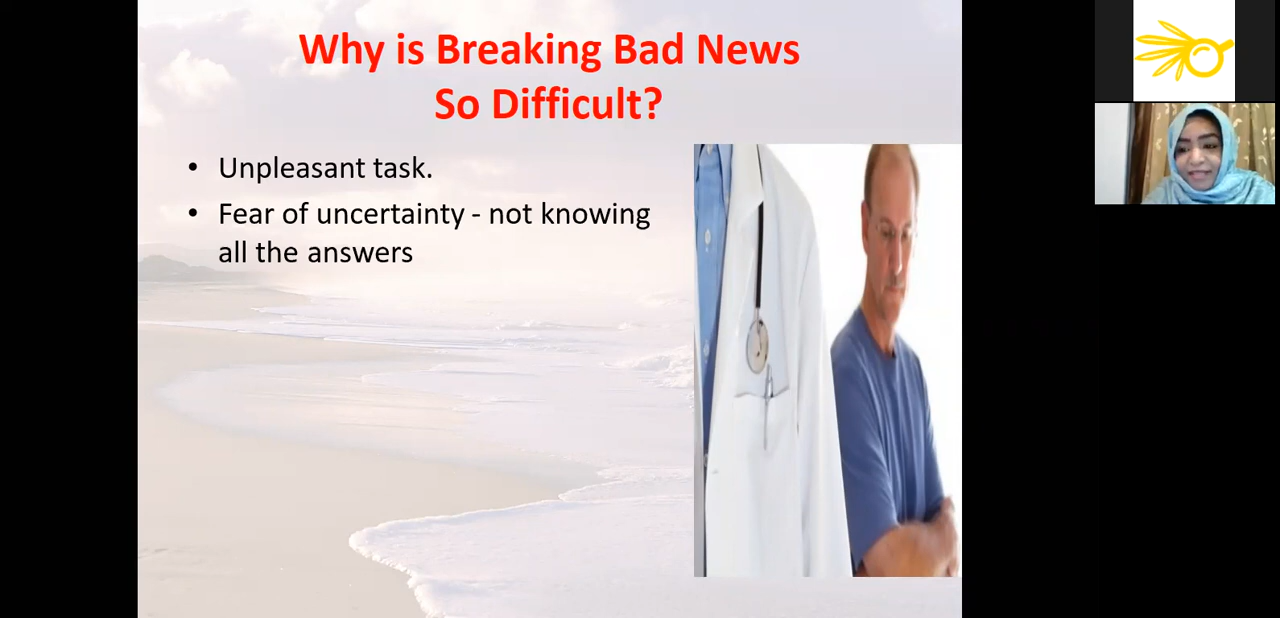 Why is Breaking Bad News
So Difficult?
• Unpleasant task.
• Fear of uncertainty - not knowing
all the answers